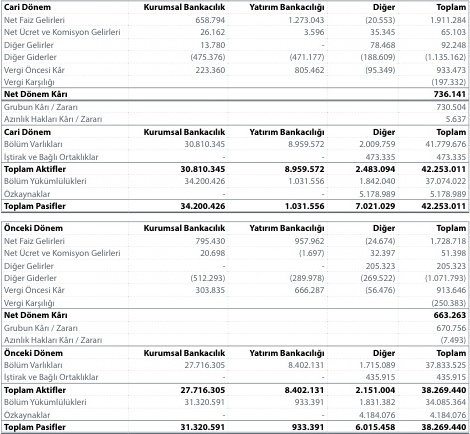 Cari Dönem Kurumsal Bankacılık Yatırım Bankacılığı Diğer Toplam
Net Faiz Gelirleri 658.794 1.273.043 (20.553) 1.911.284
Net Ücret ve Komisyon Gelirleri 26.162 3.596 35.345 65.103
Diğer Gelirler 13.780 - 78.468 92.248
Diğer Giderler (475.376) (471.177) (188.609) (1.135.162)
Vergi Öncesi Kâr 223.360 805.462 (95.349) 933.473
Vergi Karşılığı (197.332)
Net Dönem Kârı 736.141
Grubun Kârı / Zararı 730.504
Azınlık Hakları Kârı / Zararı 5.637
Cari Dönem Kurumsal Bankacılık Yatırım Bankacılığı Diğer Toplam
Bölüm Varlıkları 30.810.345 8.959.572 2.009.759 41.779.676
İştirak ve Bağlı Ortaklıklar - - 473.335 473.335
Toplam Aktifler 30.810.345 8.959.572 2.483.094 42.253.011
Bölüm Yükümlülükleri 34.200.426 1.031.556 1.842.040 37.074.022
Özkaynaklar - - 5.178.989 5.178.989
Toplam Pasifler 34.200.426 1.031.556 7.021.029 42.253.011
Önceki Dönem Kurumsal Bankacılık Yatırım Bankacılığı Diğer Toplam
Net Faiz Gelirleri 795.430 957.962 (24.674) 1.728.718
Net Ücret ve Komisyon Gelirleri 20.698 (1.697) 32.397 51.398
Diğer Gelirler - - 205.323 205.323
Diğer Giderler (512.293) (289.978) (269.522) (1.071.793)
Vergi Öncesi Kâr 303.835 666.287 (56.476) 913.646
Vergi Karşılığı (250.383)
Net Dönem Kârı 663.263
Grubun Kârı / Zararı 670.756
Azınlık Hakları Kârı / Zararı (7.493)
Önceki Dönem Kurumsal Bankacılık Yatırım Bankacılığı Diğer Toplam
Bölüm Varlıkları 27.716.305 8.402.131 1.715.089 37.833.525
İştirak ve Bağlı Ortaklıklar - - 435.915 435.915
Toplam Aktifler 27.716.305 8.402.131 2.151.004 38.269.440
Bölüm Yükümlülükleri 31.320.591 933.391 1.831.382 34.085.364
Özkaynaklar - - 4.184.076 4.184.076
Toplam Pasifler 31.320.591 933.391 6.015.458 38.269.440